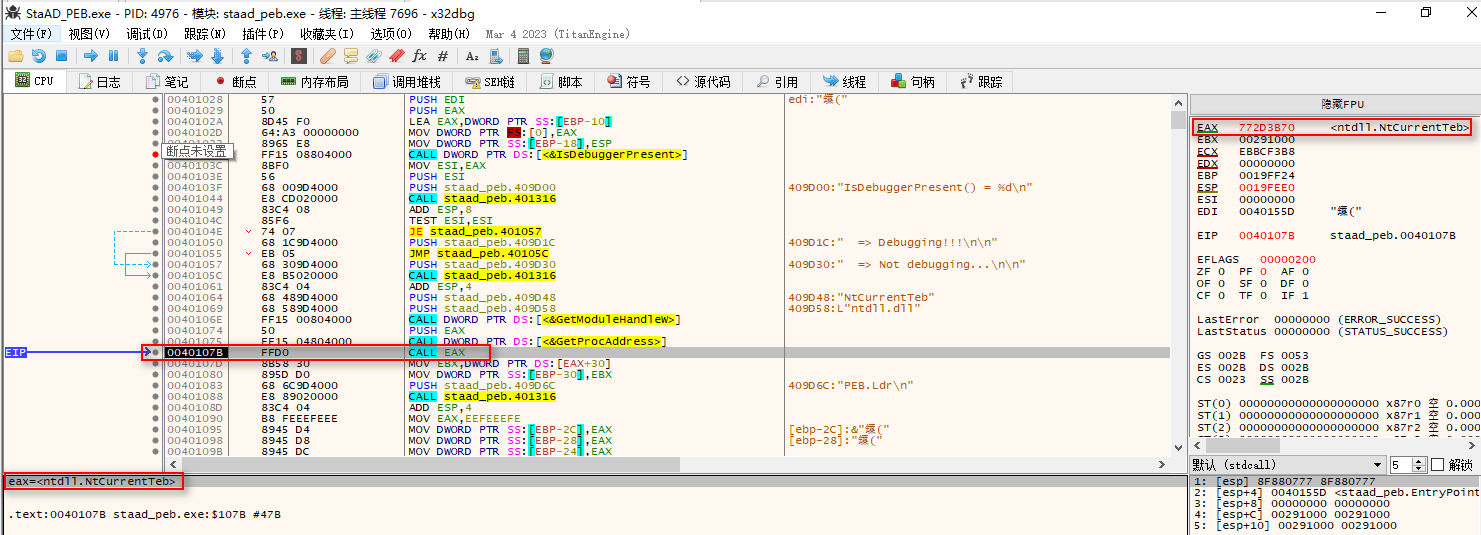 StaAD_PEB.exe - PID: 4976 - 模块: staad_peb.exe - 线程: 主线程 7696 - x32dbg
文件(F) 视图(V) 调试(D) 跟踪(N) 插件(P) 收藏夹(I) 选项(O) 帮助(H) Mar 4 2023 (TitanEngine)
CPU 日志 笔记 断点 内存布局 调用堆栈 SEH链 脚本 符号 源代码 引用 线程 句柄 跟踪
00401028 57 PUSH EDI edi:"缞("
00401029 50 PUSH EAX
0040102A 8D45 F0 LEA EAX,DWORD PTR SS:[EBP-10]
0040102D 64:A3 00000000 MOV DWORD PTR FS:[0],EAX
8965 E8 MOV DWORD PTR SS:[EBP-18],ESP
断点未设置
FF15 08804000 CALL DWORD PTR DS:[<&IsDebuggerPresent>]
0040103C 8BF0 MOV ESI,EAX
0040103E 56 PUSH ESI
0040103F 68 009D4000 PUSH staad_peb.409D00 409D00:"IsDebuggerPresent() = %d\n"
00401044 E8 CD020000 CALL staad_peb.401316
00401049 83C4 08 ADD ESP,8
0040104C 85F6 TEST ESI,ESI
0040104E 74 07 JE staad_peb.401057
00401050 68 1C9D4000 PUSH staad_peb.409D1C 409D1C:"  => Debugging!!!\n\n"
00401055 EB 05 JMP staad_peb.40105C
00401057 68 309D4000 PUSH staad_peb.409D30 409D30:"  => Not debugging...\n\n"
0040105C E8 B5020000 CALL staad_peb.401316
00401061 83C4 04 ADD ESP,4
00401064 68 489D4000 PUSH staad_peb.409D48 409D48:"NtCurrentTeb"
00401069 68 589D4000 PUSH staad_peb.409D58 409D58:L"ntdll.dll"
0040106E FF15 00804000 CALL DWORD PTR DS:[<&GetModuleHandleW>]
00401074 50 PUSH EAX
00401075 FF15 04804000 CALL DWORD PTR DS:[<&GetProcAddress>]
EIP 0040107B FFD0 CALL EAX
0040107D 8B58 30 MOV EBX,DWORD PTR DS:[EAX+30]
00401080 895D D0 MOV DWORD PTR SS:[EBP-30],EBX
00401083 68 6C9D4000 PUSH staad_peb.409D6C 409D6C:"PEB.Ldr\n"
00401088 E8 89020000 CALL staad_peb.401316
0040108D 83C4 04 ADD ESP,4
00401090 B8 EEFEEEFE MOV EAX,EEFEEEFE
00401095 8945 D4 MOV DWORD PTR SS:[EBP-2C],EAX [ebp-2C]:&"缞("
00401098 8945 D8 MOV DWORD PTR SS:[EBP-28],EAX [ebp-28]:"缞("
0040109B 8945 DC MOV DWORD PTR SS:[EBP-24],EAX
隐藏FPU
EAX 772D3B70 <ntdll.NtCurrentTeb>
EBX 00291000
ECX EBBCF3B8
EDX 00000000
EBP 0019FF24
ESP 0019FEE0
ESI 00000000
EDI 0040155D "缞("
EIP 0040107B staad_peb.0040107B
EFLAGS 00000200
ZF 0 PF 0 AF 0
OF 0 SF 0 DF 0
CF 0 TF 0 IF 1
LastError 00000000 (ERROR_SUCCESS)
LastStatus 00000000 (STATUS_SUCCESS)
GS 002B FS 0053
ES 002B DS 002B
CS 0023 SS 002B
ST(0) 00000000000000000000 x87r0 空 0.000
ST(1) 00000000000000000000 x87r1 空 0.000
ST(2) 00000000000000000000 x87r2 空 0.000
默认 (stdcall) 5 解锁
1: [esp] 8F880777 8F880777
2: [esp+4] 0040155D <staad_peb.EntryPoint
3: [esp+8] 00000000 00000000
4: [esp+C] 00291000 00291000
5: [esp+10] 00291000 00291000
eax=<ntdll.NtCurrentTeb>
.text:0040107B staad_peb.exe:$107B #47B